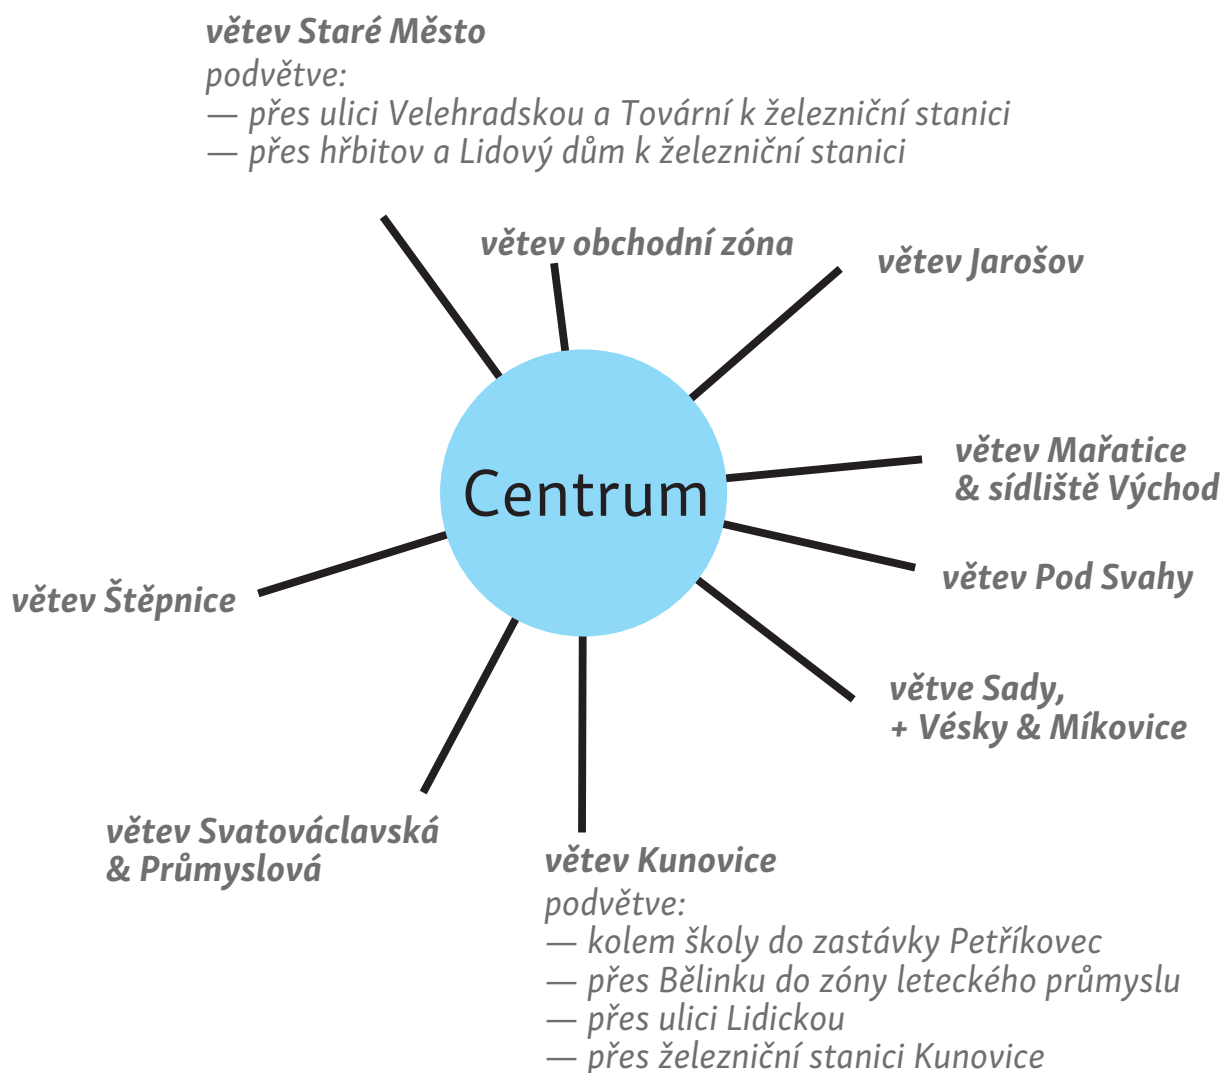 větev Staré Město
podvětve:
— přes ulici Velehradskou a Tovární k železniční stanici
— přes hřbitov a Lidový dům k železniční stanici
větev obchodní zóna
větev Jarošov
větev Mařatice
& sídliště Východ
Centrum
větev Pod Svahy
větev Štěpnice
větve Sady,
+ Vésky & Míkovice
větev Svatováclavská
& Průmyslová
větev Kunovice
podvětve:
— kolem školy do zastávky Petříkovec
— přes Bělinku do zóny leteckého průmyslu
— přes ulici Lidickou
— přes železniční stanici Kunovice